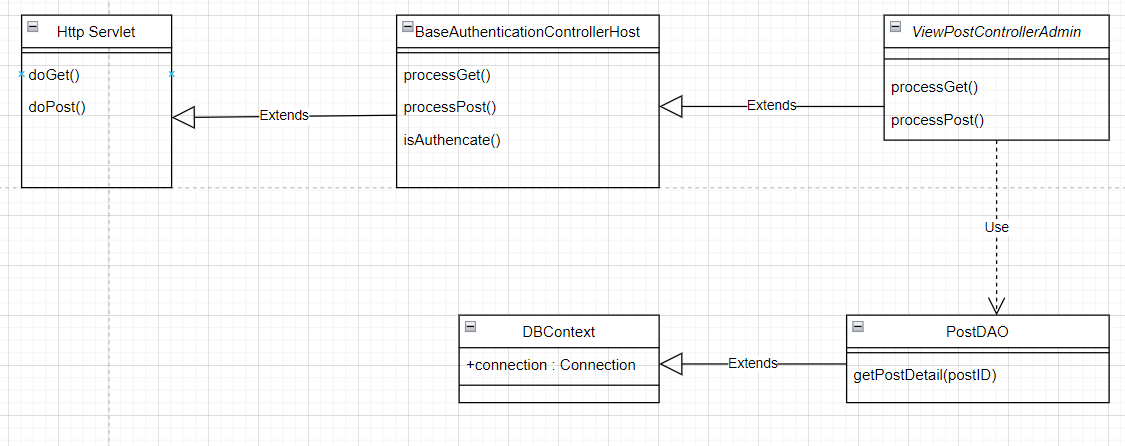 Http Servlet
doGet()
doPost()
Extends
BaseAuthenticationControllerHost
processGet()
processPost()
isAuthencate()
Extends
ViewPostControllerAdmin
processGet()
processPost()
Use
DBContext
+connection : Connection
Extends
PostDAO
getPostDetail(postID)